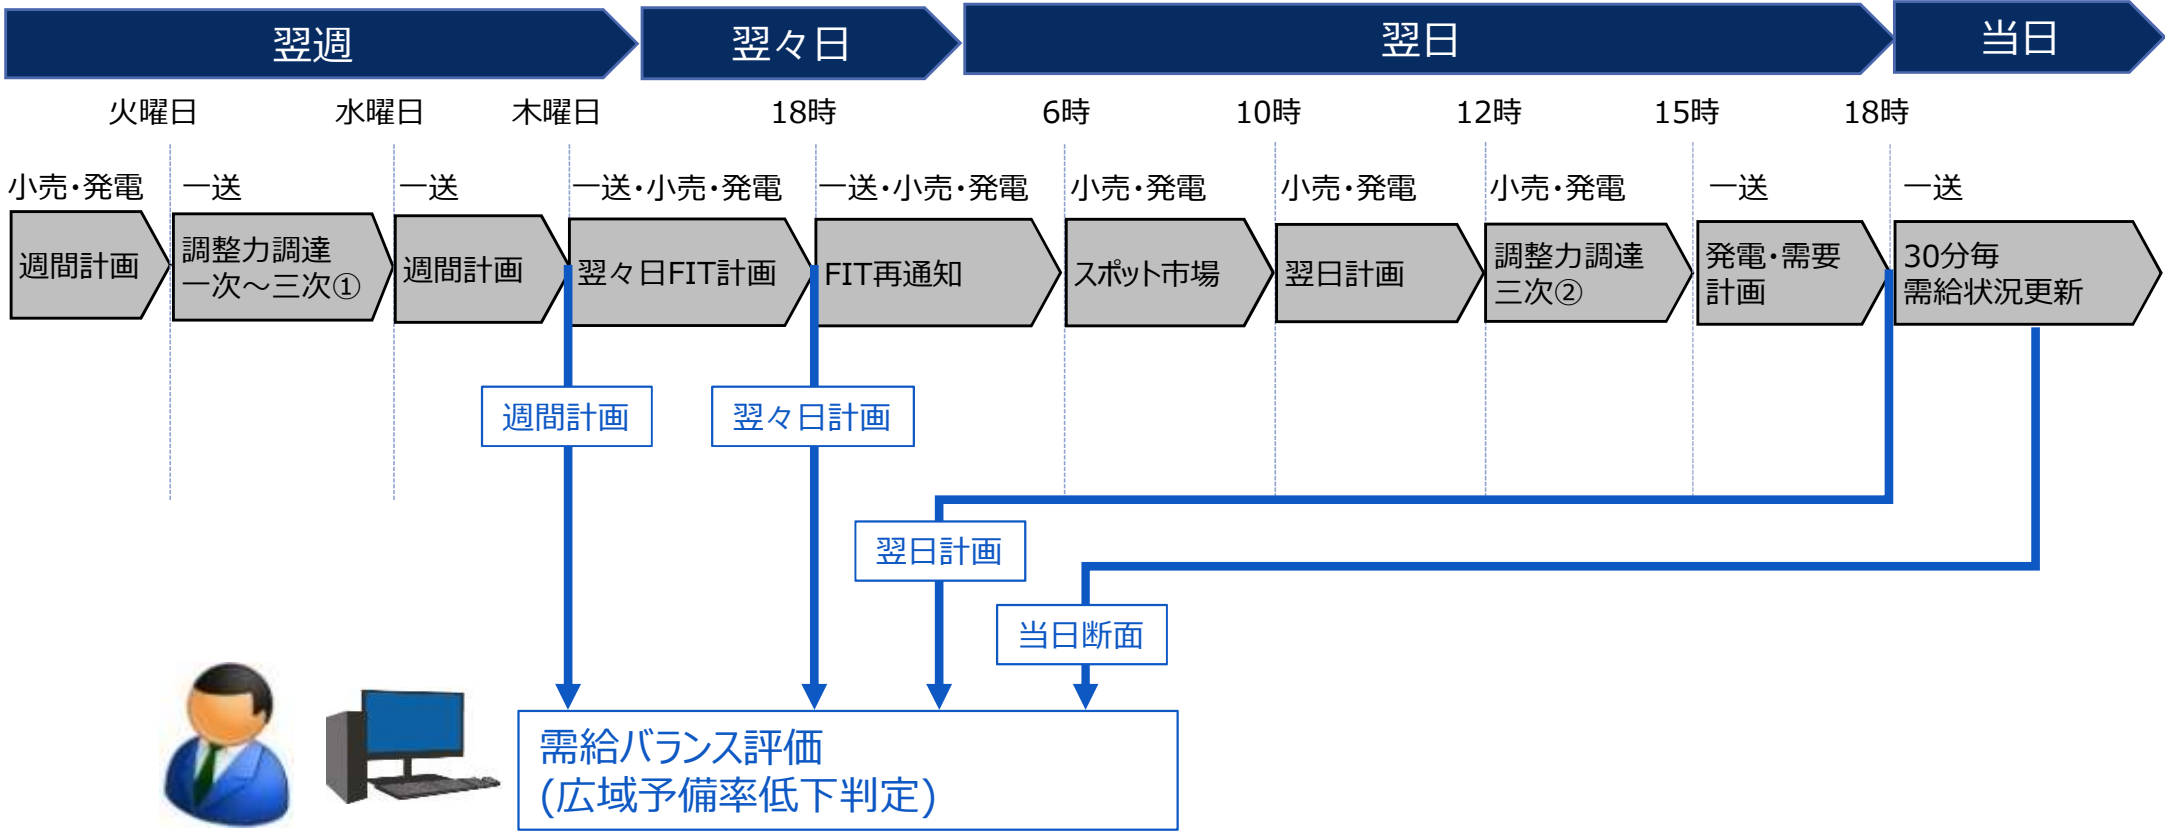 翌週
翌々日
翌日
当日
火曜日
水曜日
木曜日
18時
6時
10時
12時
15時
18時
小売・発電
一送
一送
一送・小売・発電
一送・小売・発電
小売・発電
小売・発電
小売・発電
一送
一送
週間計画
調整力調達
一次～三次①
週間計画
翌々日FIT計画
FIT再通知
スポット市場
翌日計画
調整力調達
三次②
発電・需要
計画
30分毎
需給状況更新
週間計画
翌々日計画
翌日計画
当日断面
需給バランス評価
(広域予備率低下判定)